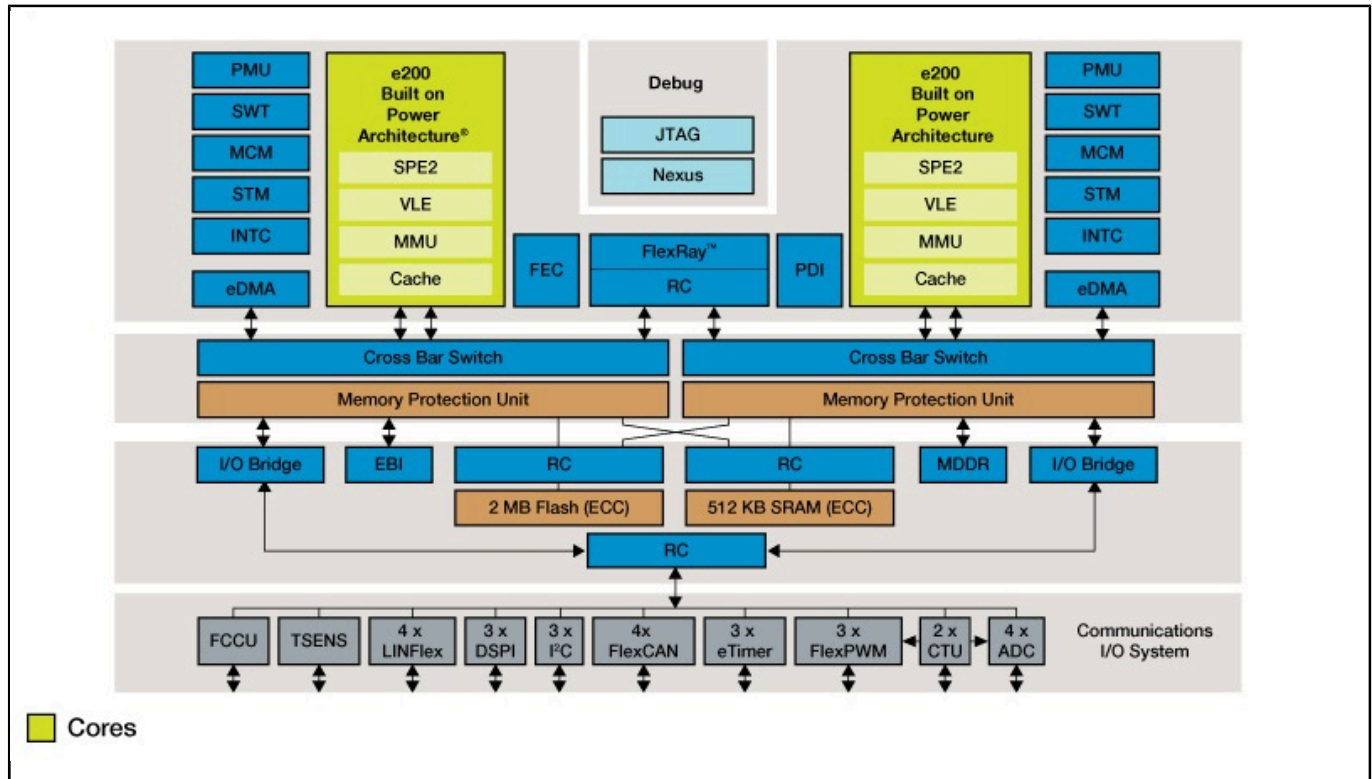 PMU
SWT
MCM
STM
INTC
eDMA
e200
Built on
Power
Architecture®
SPE2
VLE
MMU
Cache
Debug
JTAG
Nexus
FEC
FlexRay™
RC
PDI
e200
Built on
Power
Architecture
SPE2
VLE
MMU
Cache
PMU
SWT
MCM
STM
INTC
eDMA
Cross Bar Switch
Cross Bar Switch
Memory Protection Unit
Memory Protection Unit
I/O Bridge
EBI
RC
RC
MDDR
I/O Bridge
2 MB Flash (ECC)
512 KB SRAM (ECC)
RC
FCCU
TSENS
4 x
LINFlex
3 x
DSPI
3 x
I²C
4x
FlexCAN
3 x
eTimer
3 x
FlexPWM
2 x
CTU
4 x
ADC
Communications
I/O System
Cores